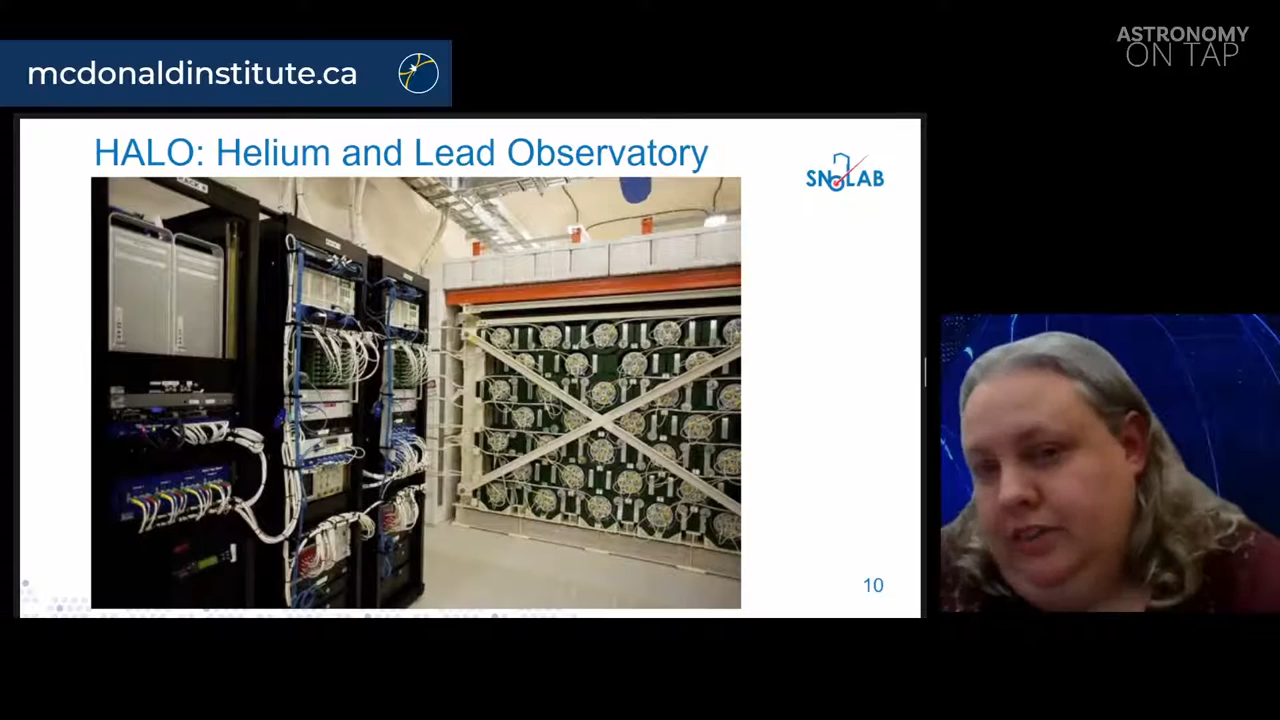 ASTRONOMY
ON TAP
mcdonaldinstitute.ca
HALO: Helium and Lead Observatory
SNOLAB
10